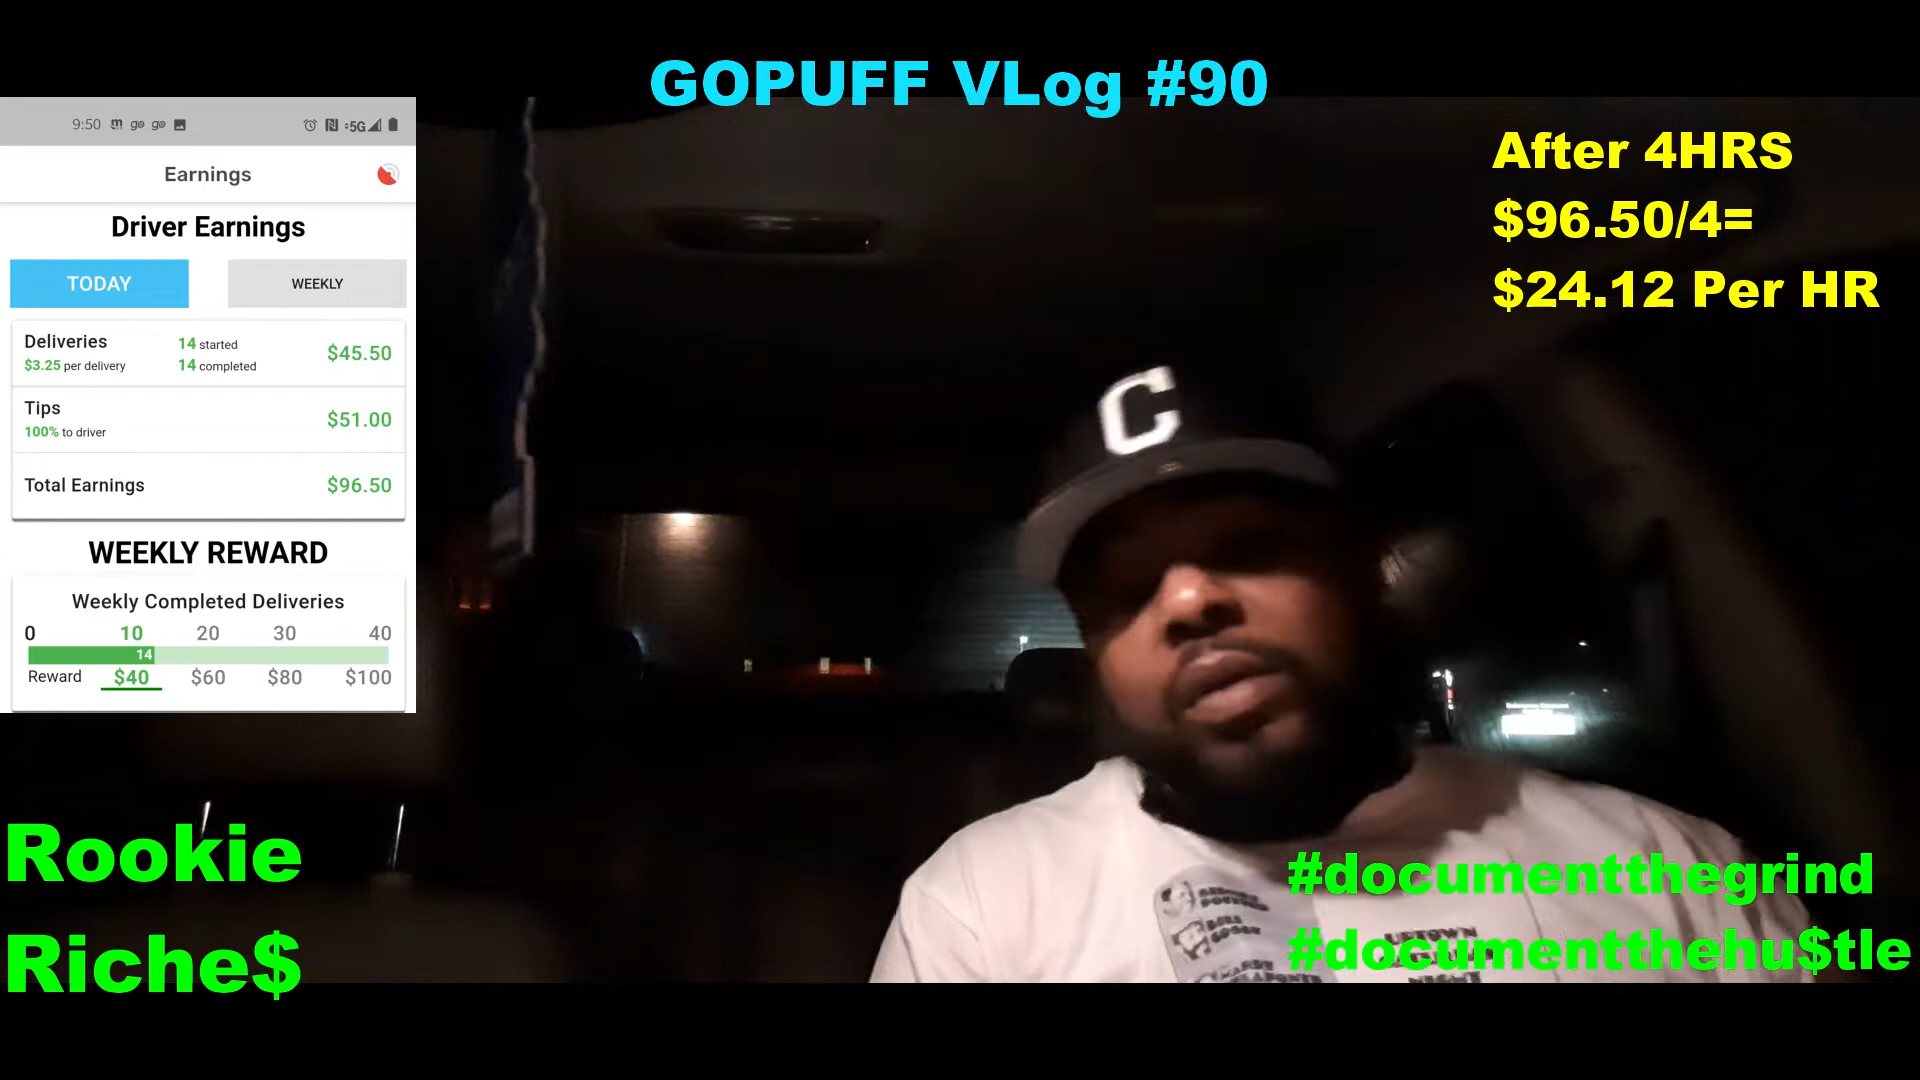 GOPUFF VLog #90
9:50
5G
Earnings
Driver Earnings
TODAY
WEEKLY
Deliveries
14 started
$45.50
$3.25 per delivery
14 completed
Tips
$51.00
100% to driver
Total Earnings
$96.50
WEEKLY REWARD
Weekly Completed Deliveries
0 10 20 30 40
14
Reward $40 $60 $80 $100
After 4HRS
$96.50/4=
$24.12 Per HR
C
Rookie
Riche$
#documentthegrind
#documentthehu$tle
UPTOWN
NIGHT